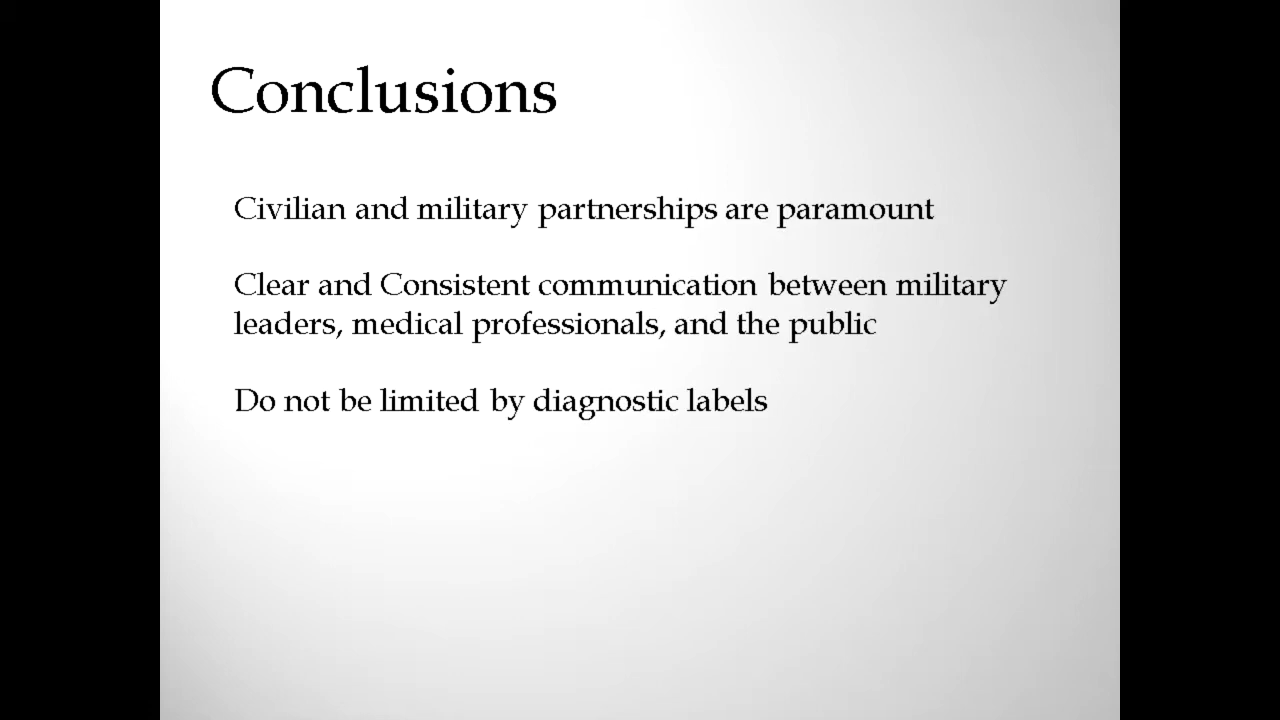 Conclusions
Civilian and military partnerships are paramount
Clear and Consistent communication between military
leaders, medical professionals, and the public
Do not be limited by diagnostic labels